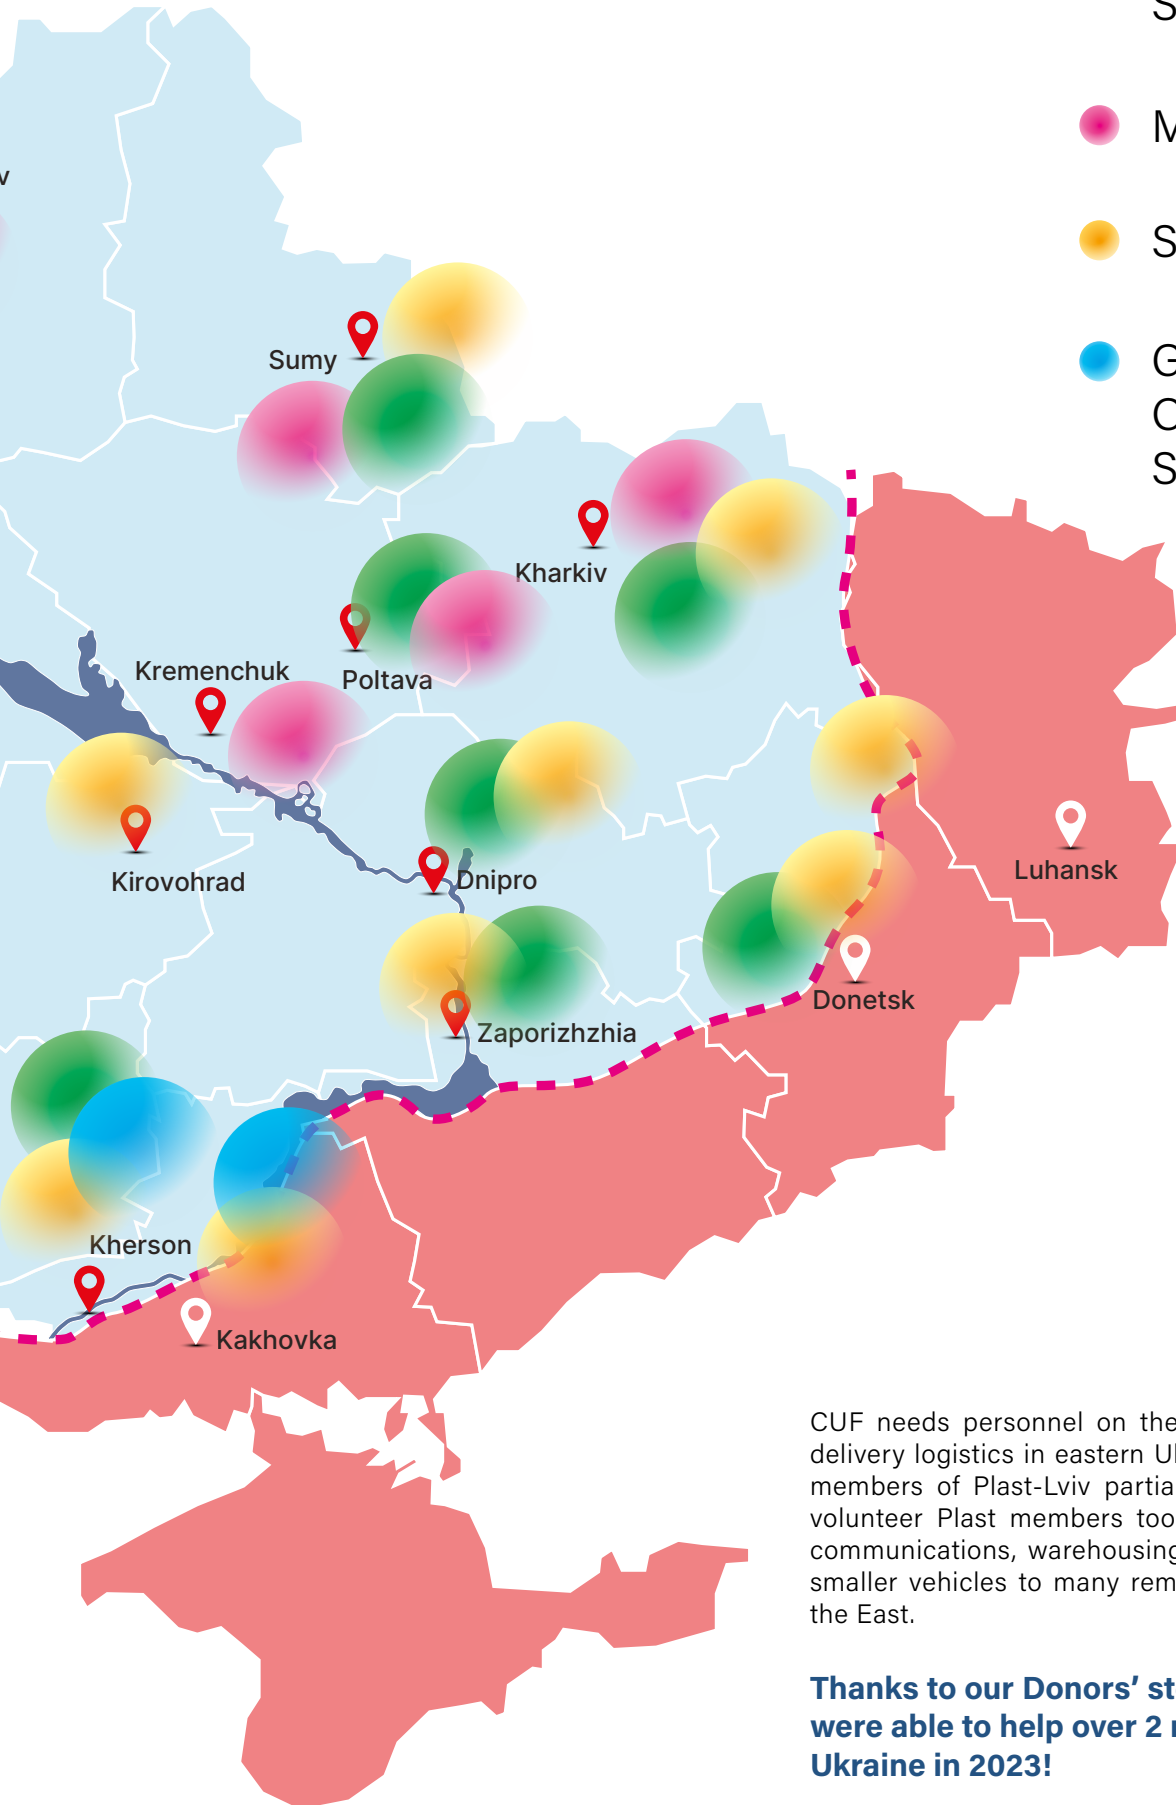 S
M
S
G
C
S
v
Sumy
Kharkiv
Poltava
Kremenchuk
Kirovohrad
Dnipro
Luhansk
Donetsk
Zaporizhzhia
Kherson
Kakhovka
CUF needs personnel on the
delivery logistics in eastern U
members of Plast-Lviv partia
volunteer Plast members too
communications, warehousing
smaller vehicles to many rem
the East.
Thanks to our Donors’ st
were able to help over 2
Ukraine in 2023!